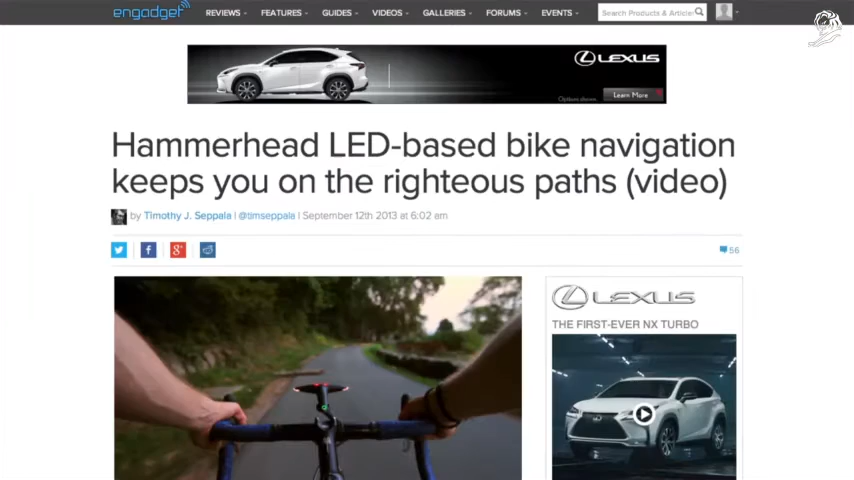 engadget
REVIEWS
FEATURES
GUIDES
VIDEOS
GALLERIES
FORUMS
EVENTS
Search Products & Articles
LEXUS
Options shown.
Learn More
Hammerhead LED-based bike navigation
keeps you on the righteous paths (video)
by Timothy J. Seppala | @timseppala | September 12th 2013 at 6:02 am
56
LEXUS
THE FIRST-EVER NX TURBO